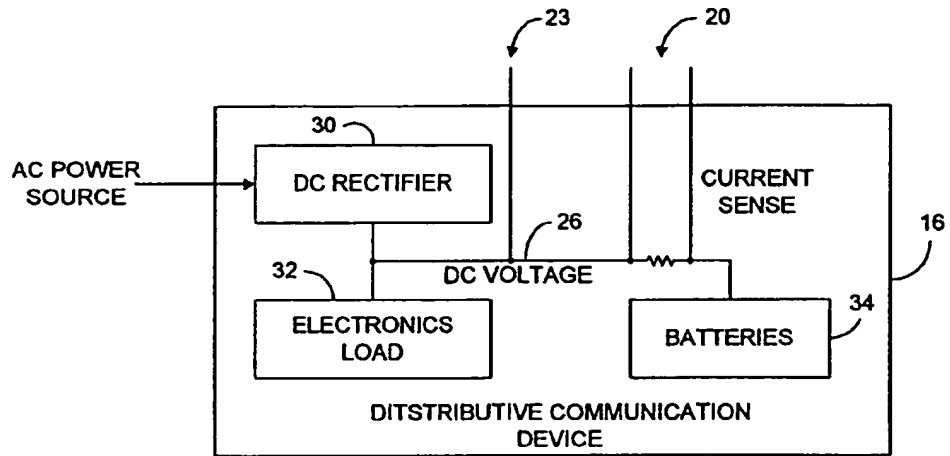 23
20
30
AC POWER
SOURCE
DC RECTIFIER
CURRENT
SENSE
26
16
32
DC VOLTAGE
34
ELECTRONICS
LOAD
BATTERIES
DITSTRIBUTIVE COMMUNICATION
DEVICE